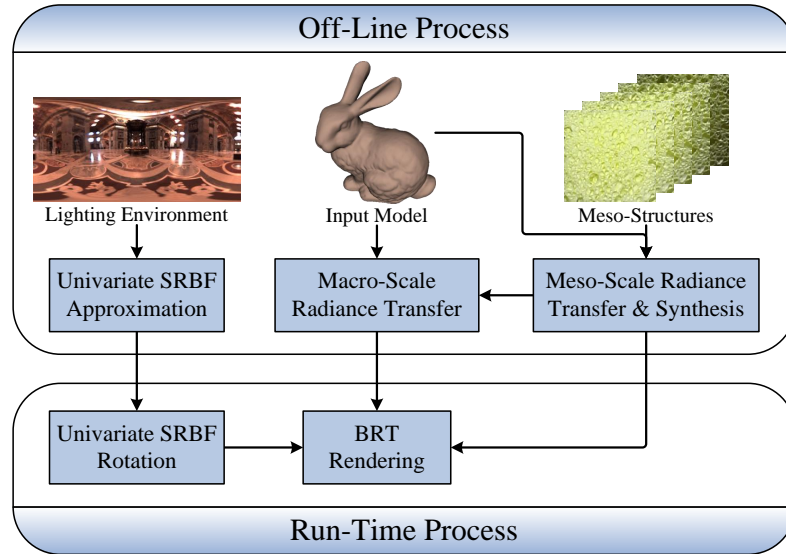 Off-Line Process
Lighting Environment
Input Model
Meso-Structures
Univariate SRBF
Approximation
Macro-Scale
Radiance Transfer
Meso-Scale Radiance
Transfer & Synthesis
Univariate SRBF
Rotation
BRT
Rendering
Run-Time Process